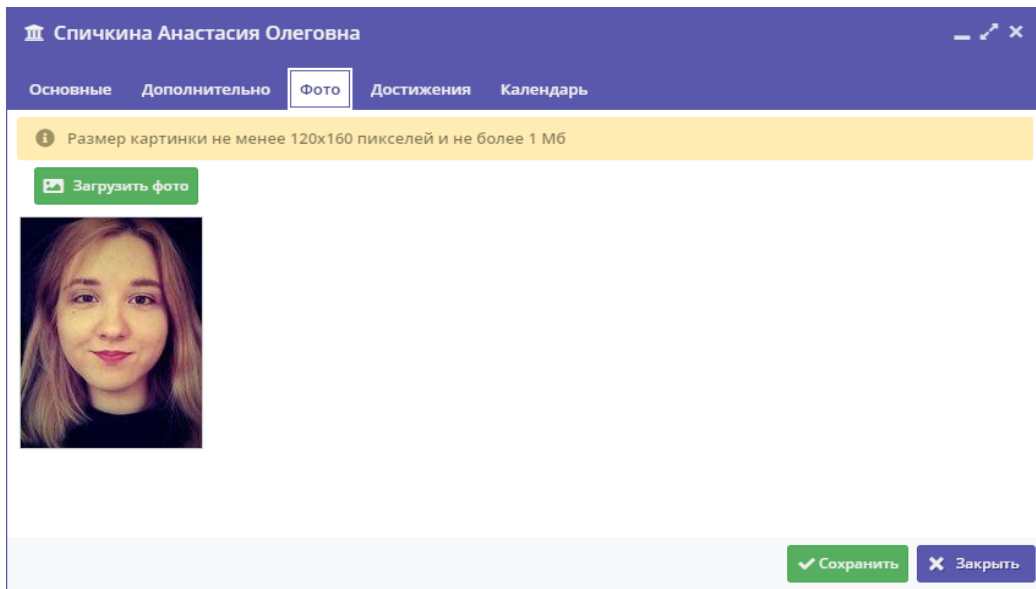 Спичкина Анастасия Олеговна
Основные Дополнительно Фото Достижения Календарь
Размер картинки не менее 120x160 пикселей и не более 1 Мб
Загрузить фото
Сохранить Закрыть